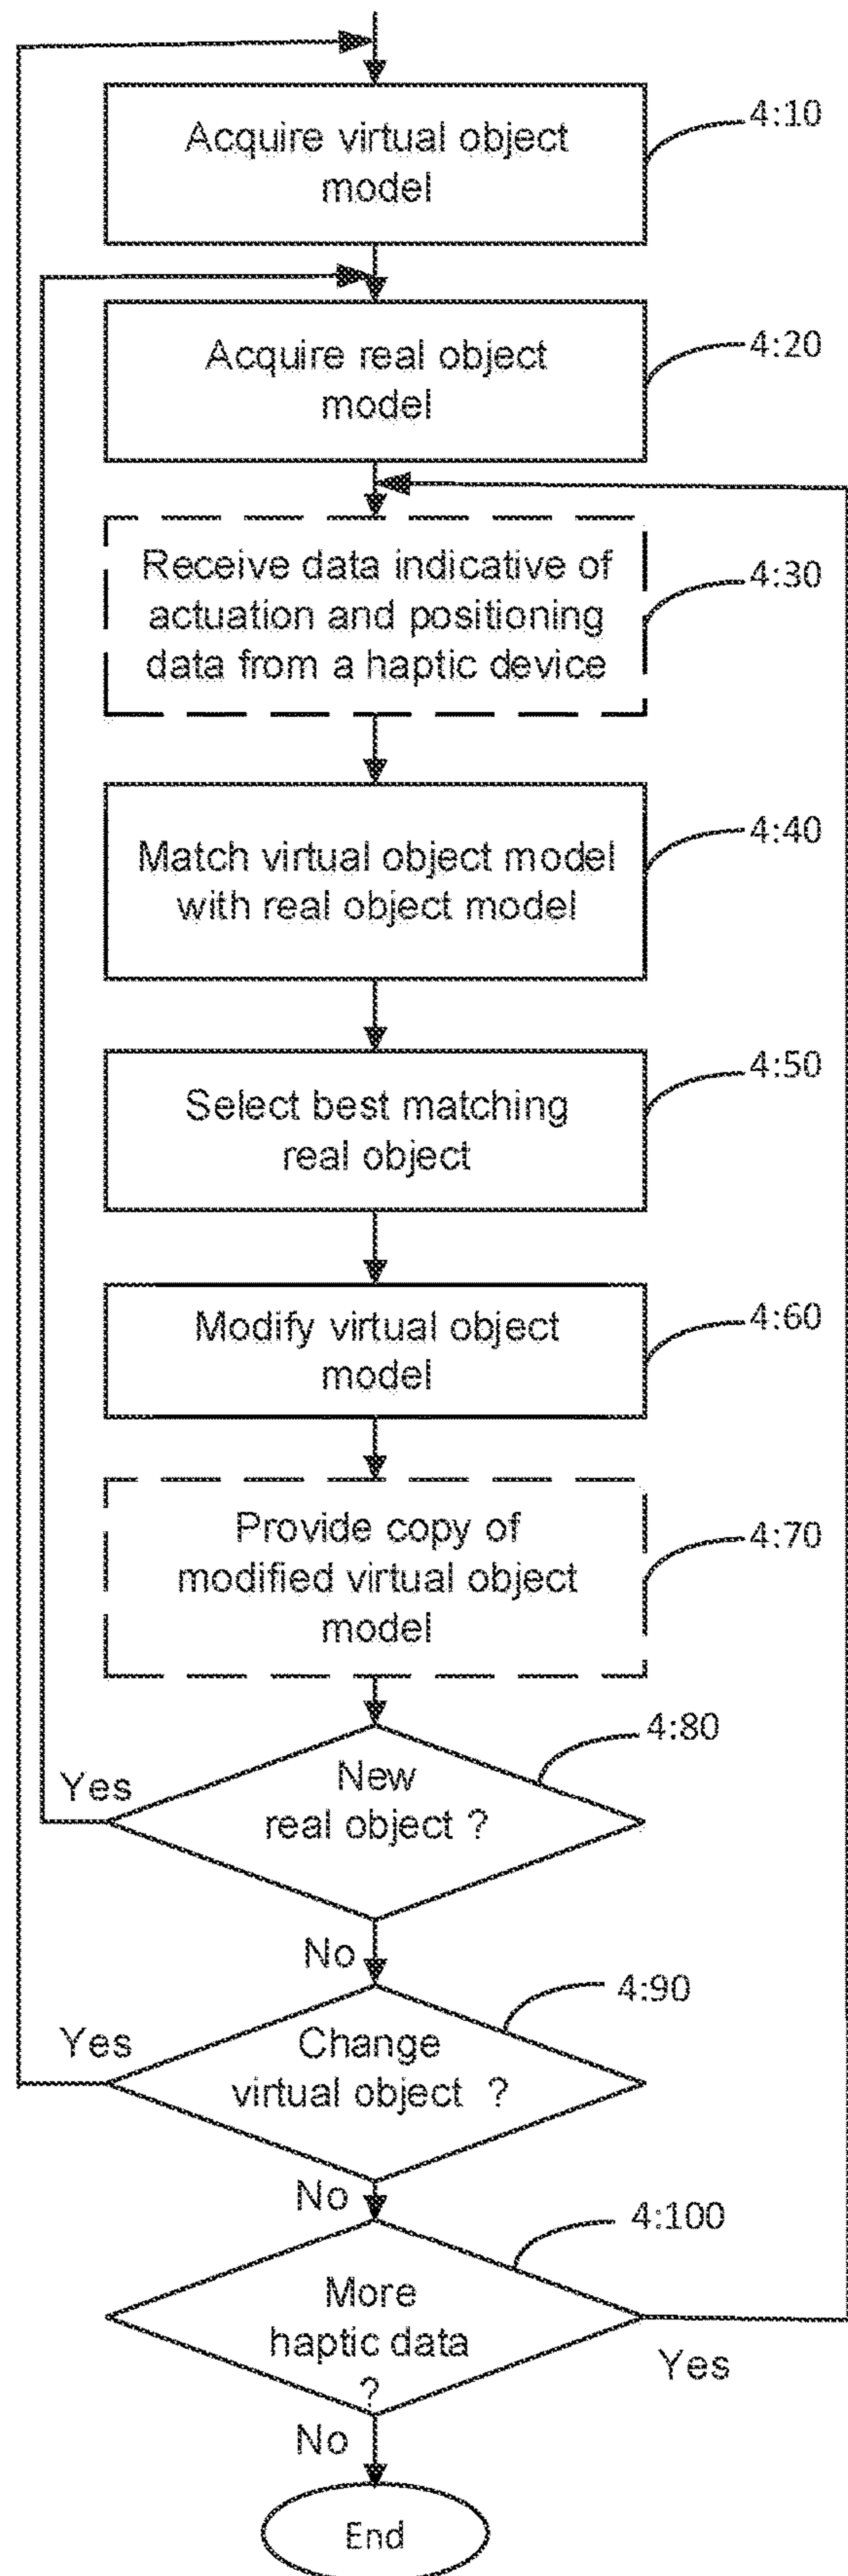 Acquire virtual object
model
4:10
Acquire real object
model
4:20
Receive data indicative of
actuation and positioning
data from a haptic device
4:30
Match virtual object model
with real object model
4:40
Select best matching
real object
4:50
Modify virtual object
model
4:60
Provide copy of
modified virtual object
model
4:70
New
real object ?
4:80
Yes
No
Change
virtual object ?
4:90
Yes
No
More
haptic data
?
4:100
Yes
No
End